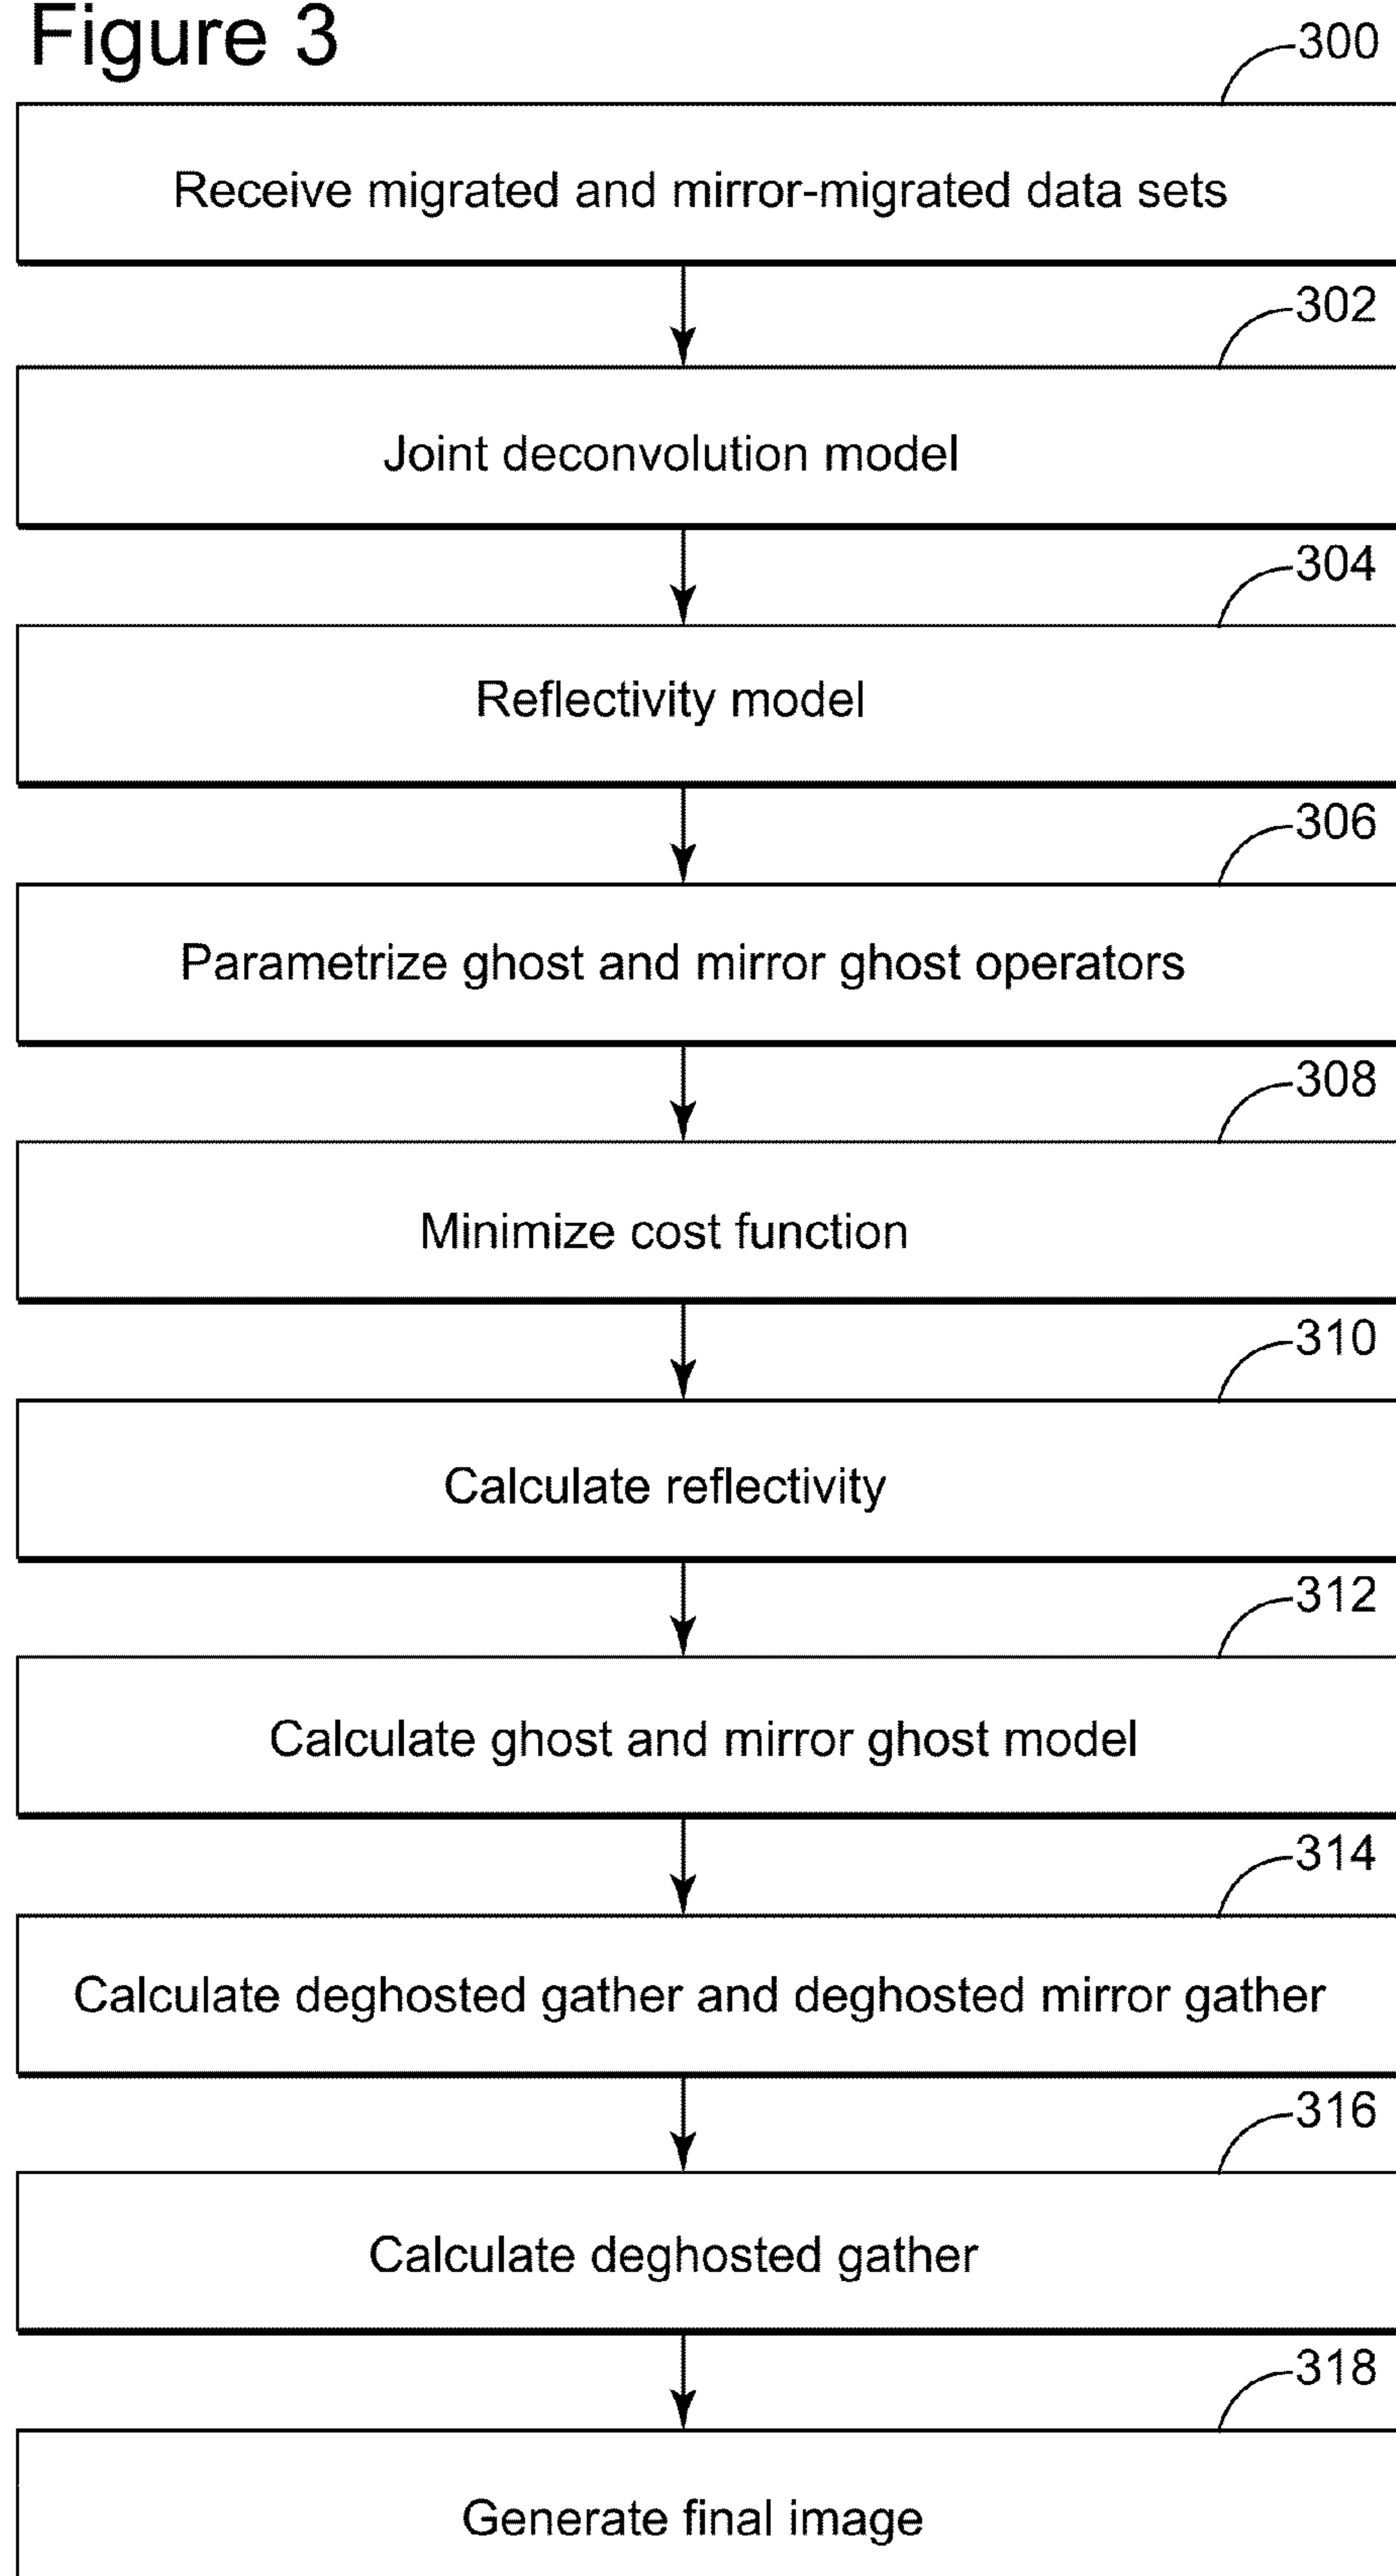 Figure 3
300
Receive migrated and mirror-migrated data sets
302
Joint deconvolution model
304
Reflectivity model
306
Parametrize ghost and mirror ghost operators
308
Minimize cost function
310
Calculate reflectivity
312
Calculate ghost and mirror ghost model
314
Calculate deghosted gather and deghosted mirror gather
316
Calculate deghosted gather
318
Generate final image